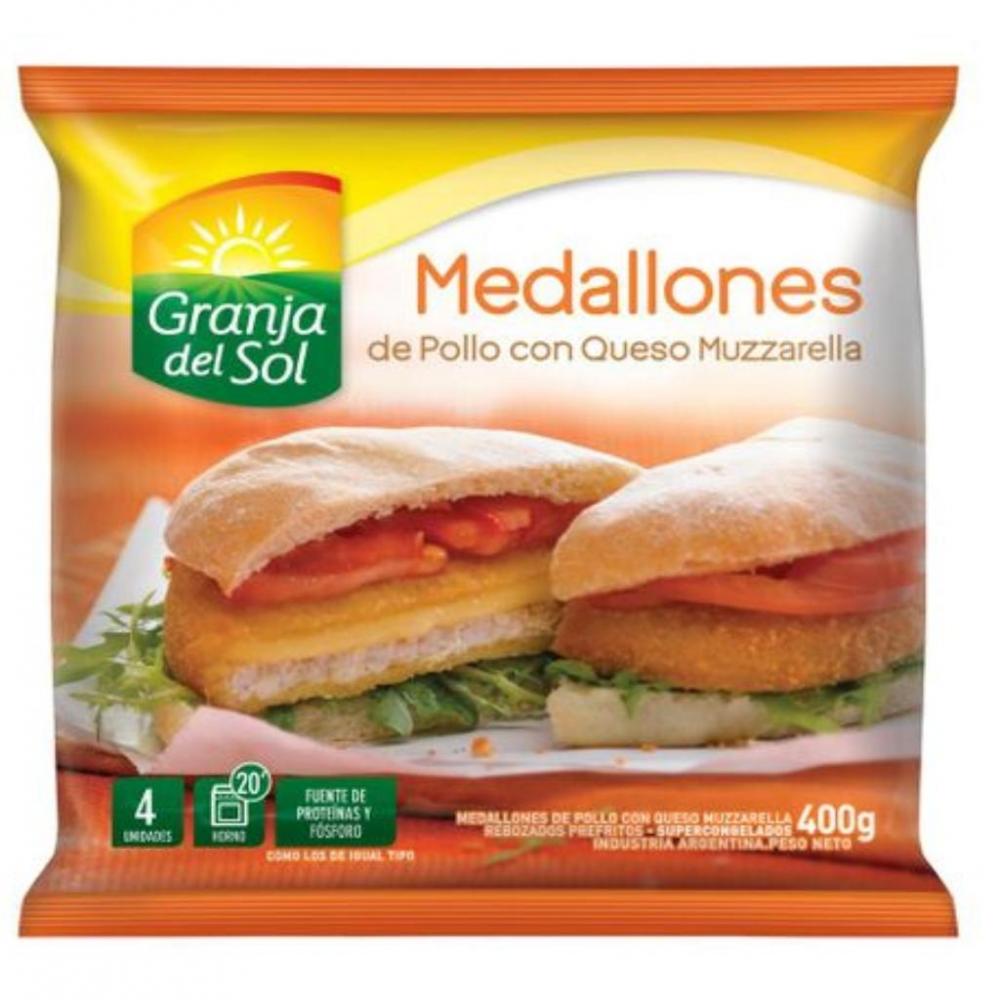 Granja
del Sol
Medallones
de Pollo con Queso Muzzarella
4
UNIDADES
20'
HORNO
FUENTE DE
PROTEÍNAS Y
FÓSFORO
COMO LOS DE IGUAL TIPO
MEDALLONES DE POLLO CON QUESO MUZZARELLA
REBOZADOS PREFRITOS - SUPERCONGELADOS
INDUSTRIA ARGENTINA.PESO NETO
400g